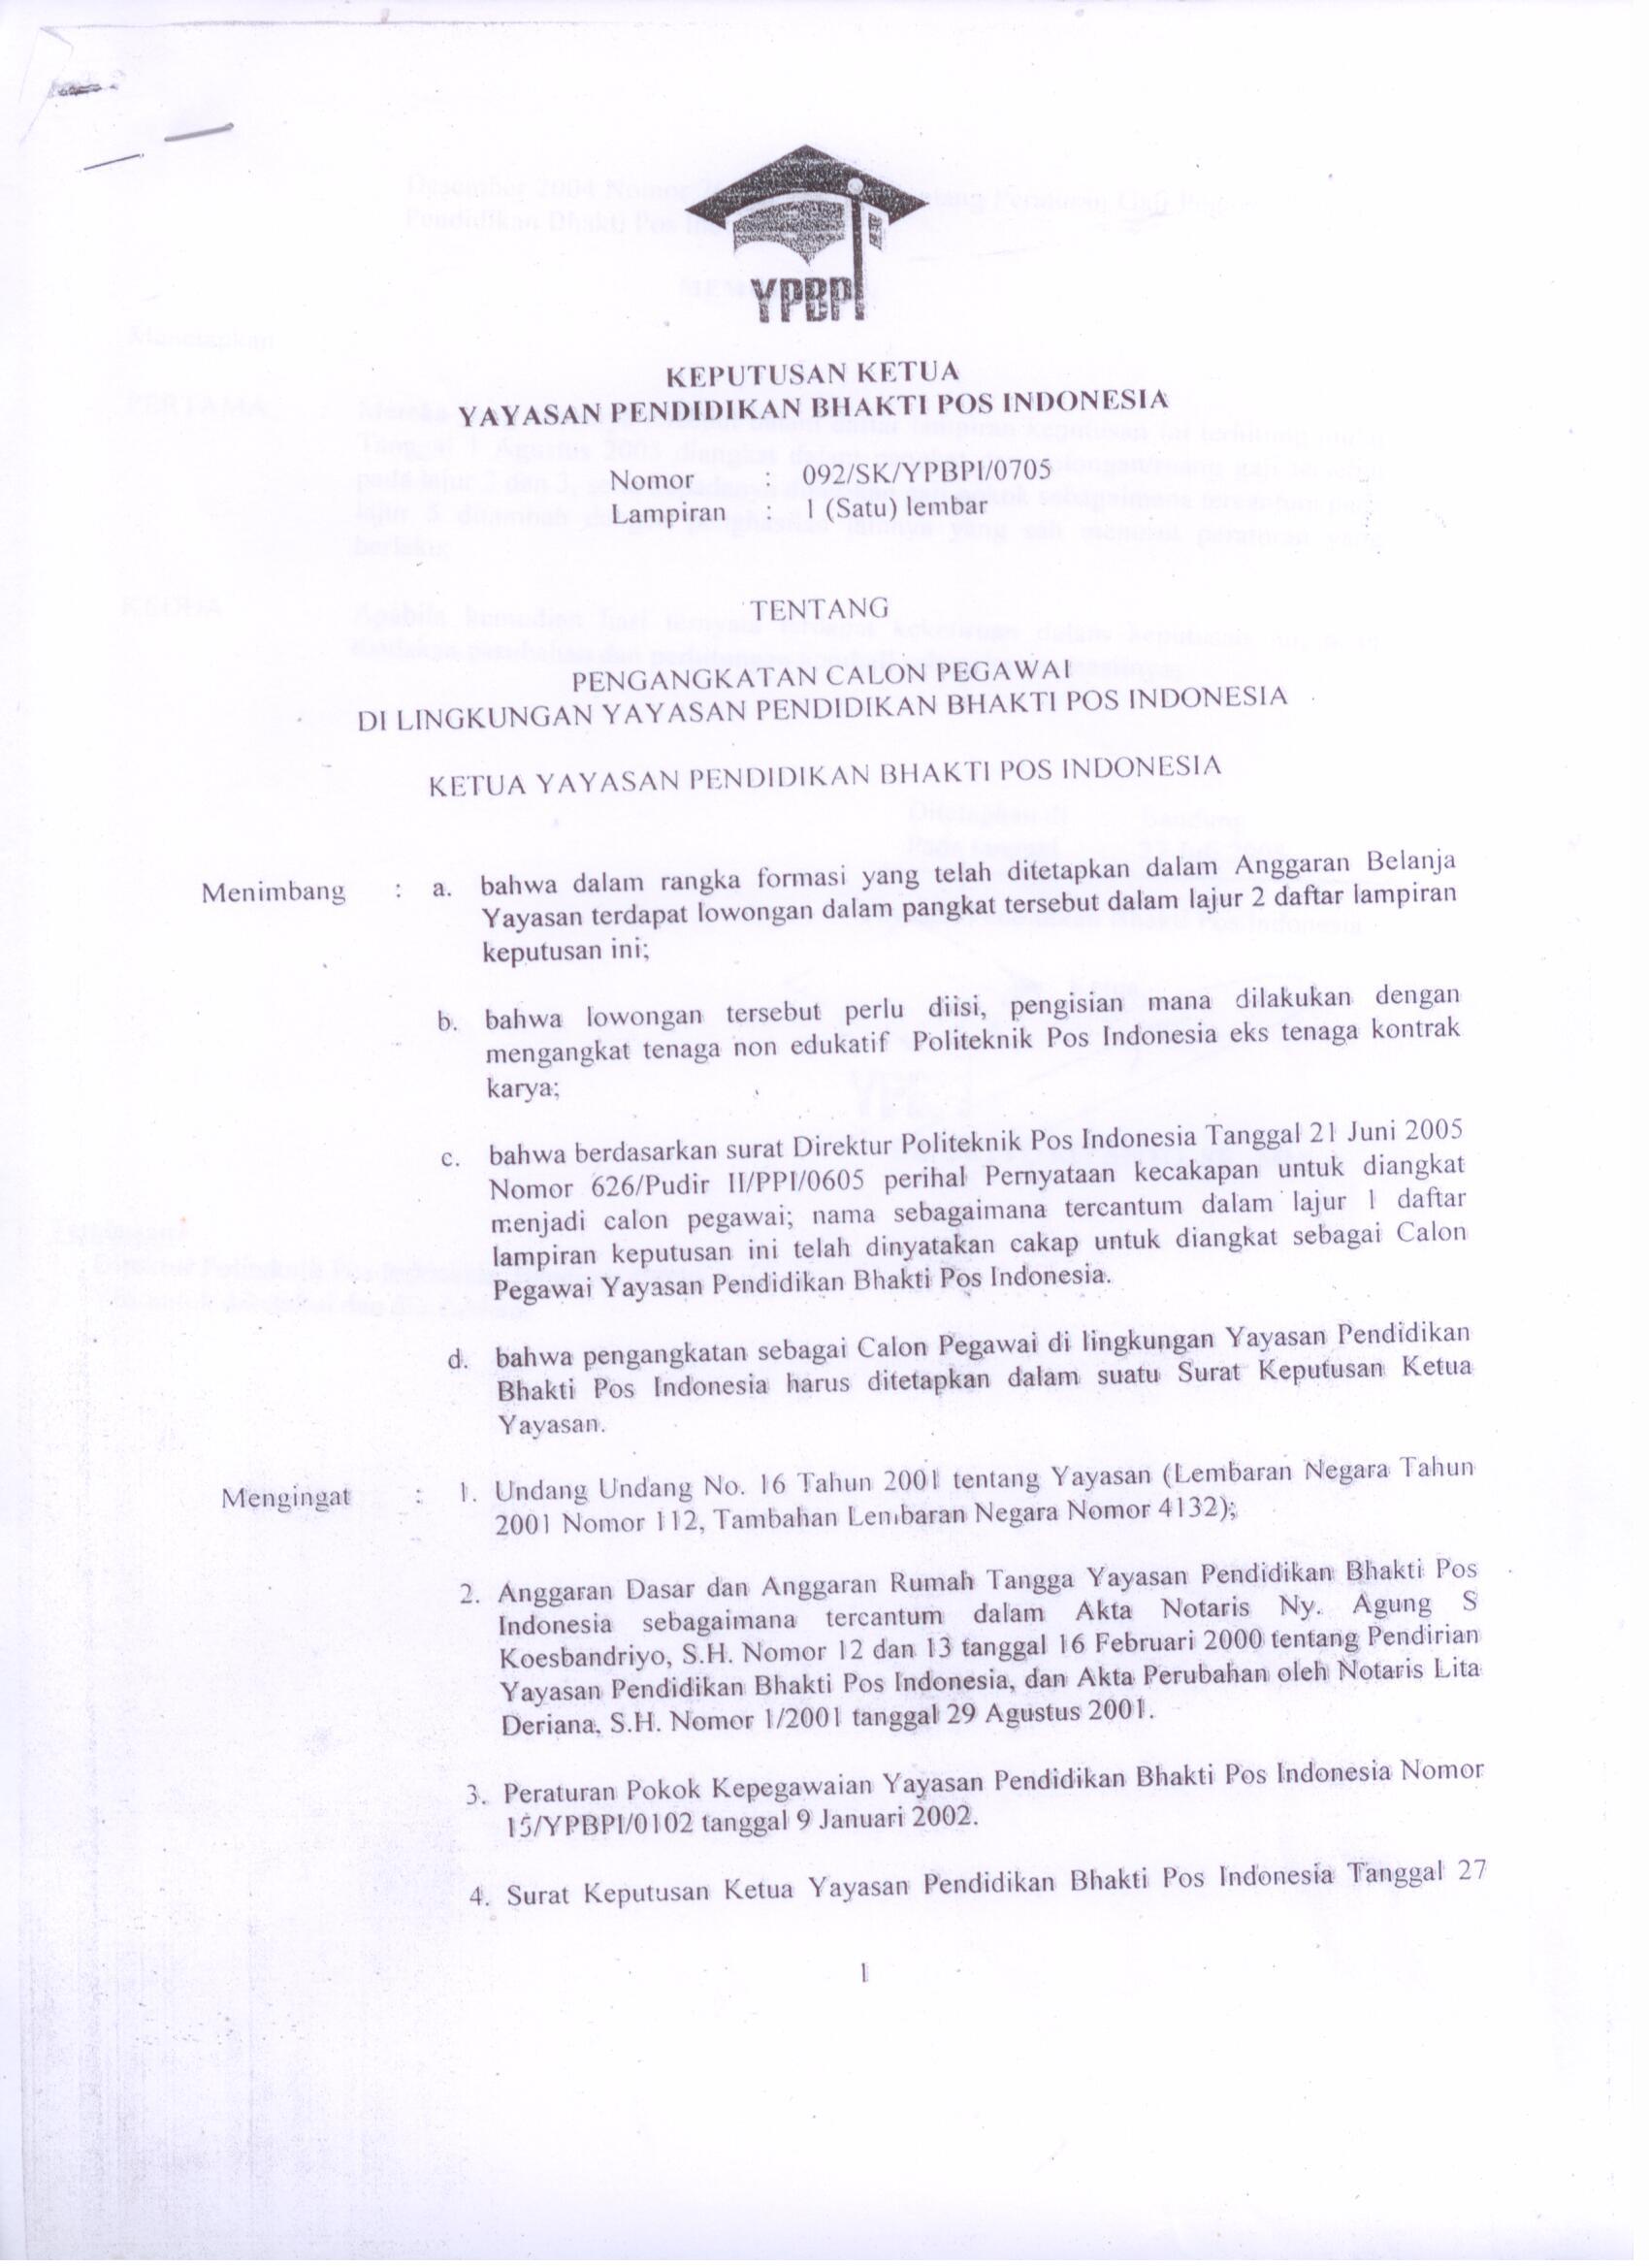 YPBPI
KEPUTUSAN KETUA
YAYASAN PENDIDIKAN BHAKTI POS INDONESIA
Nomor : 092/SK/YPBPI/0705
Lampiran : 1 (Satu) lembar
TENTANG
PENGANGKATAN CALON PEGAWAI
DI LINGKUNGAN YAYASAN PENDIDIKAN BHAKTI POS INDONESIA
KETUA YAYASAN PENDIDIKAN BHAKTI POS INDONESIA
Menimbang : a. bahwa dalam rangka formasi yang telah ditetapkan dalam Anggaran Belanja
Yayasan terdapat lowongan dalam pangkat tersebut dalam lajur 2 daftar lampiran
keputusan ini;
b. bahwa lowongan tersebut perlu diisi, pengisian mana dilakukan dengan
mengangkat tenaga non edukatif Politeknik Pos Indonesia eks tenaga kontrak
karya;
c. bahwa berdasarkan surat Direktur Politeknik Pos Indonesia Tanggal 21 Juni 2005
Nomor 626/Pudir II/PPI/0605 perihal Pernyataan kecakapan untuk diangkat
menjadi calon pegawai; nama sebagaimana tercantum dalam lajur 1 daftar
lampiran keputusan ini telah dinyatakan cakap untuk diangkat sebagai Calon
Pegawai Yayasan Pendidikan Bhakti Pos Indonesia.
d. bahwa pengangkatan sebagai Calon Pegawai di lingkungan Yayasan Pendidikan
Bhakti Pos Indonesia harus ditetapkan dalam suatu Surat Keputusan Ketua
Yayasan.
Mengingat : 1. Undang Undang No. 16 Tahun 2001 tentang Yayasan (Lembaran Negara Tahun
2001 Nomor 112, Tambahan Lembaran Negara Nomor 4132);
2. Anggaran Dasar dan Anggaran Rumah Tangga Yayasan Pendidikan Bhakti Pos
Indonesia sebagaimana tercantum dalam Akta Notaris Ny. Agung S
Koesbandriyo, S.H. Nomor 12 dan 13 tanggal 16 Februari 2000 tentang Pendirian
Yayasan Pendidikan Bhakti Pos Indonesia, dan Akta Perubahan oleh Notaris Lita
Deriana, S.H. Nomor 1/2001 tanggal 29 Agustus 2001.
3. Peraturan Pokok Kepegawaian Yayasan Pendidikan Bhakti Pos Indonesia Nomor
15/YPBPI/0102 tanggal 9 Januari 2002.
4. Surat Keputusan Ketua Yayasan Pendidikan Bhakti Pos Indonesia Tanggal 27
1